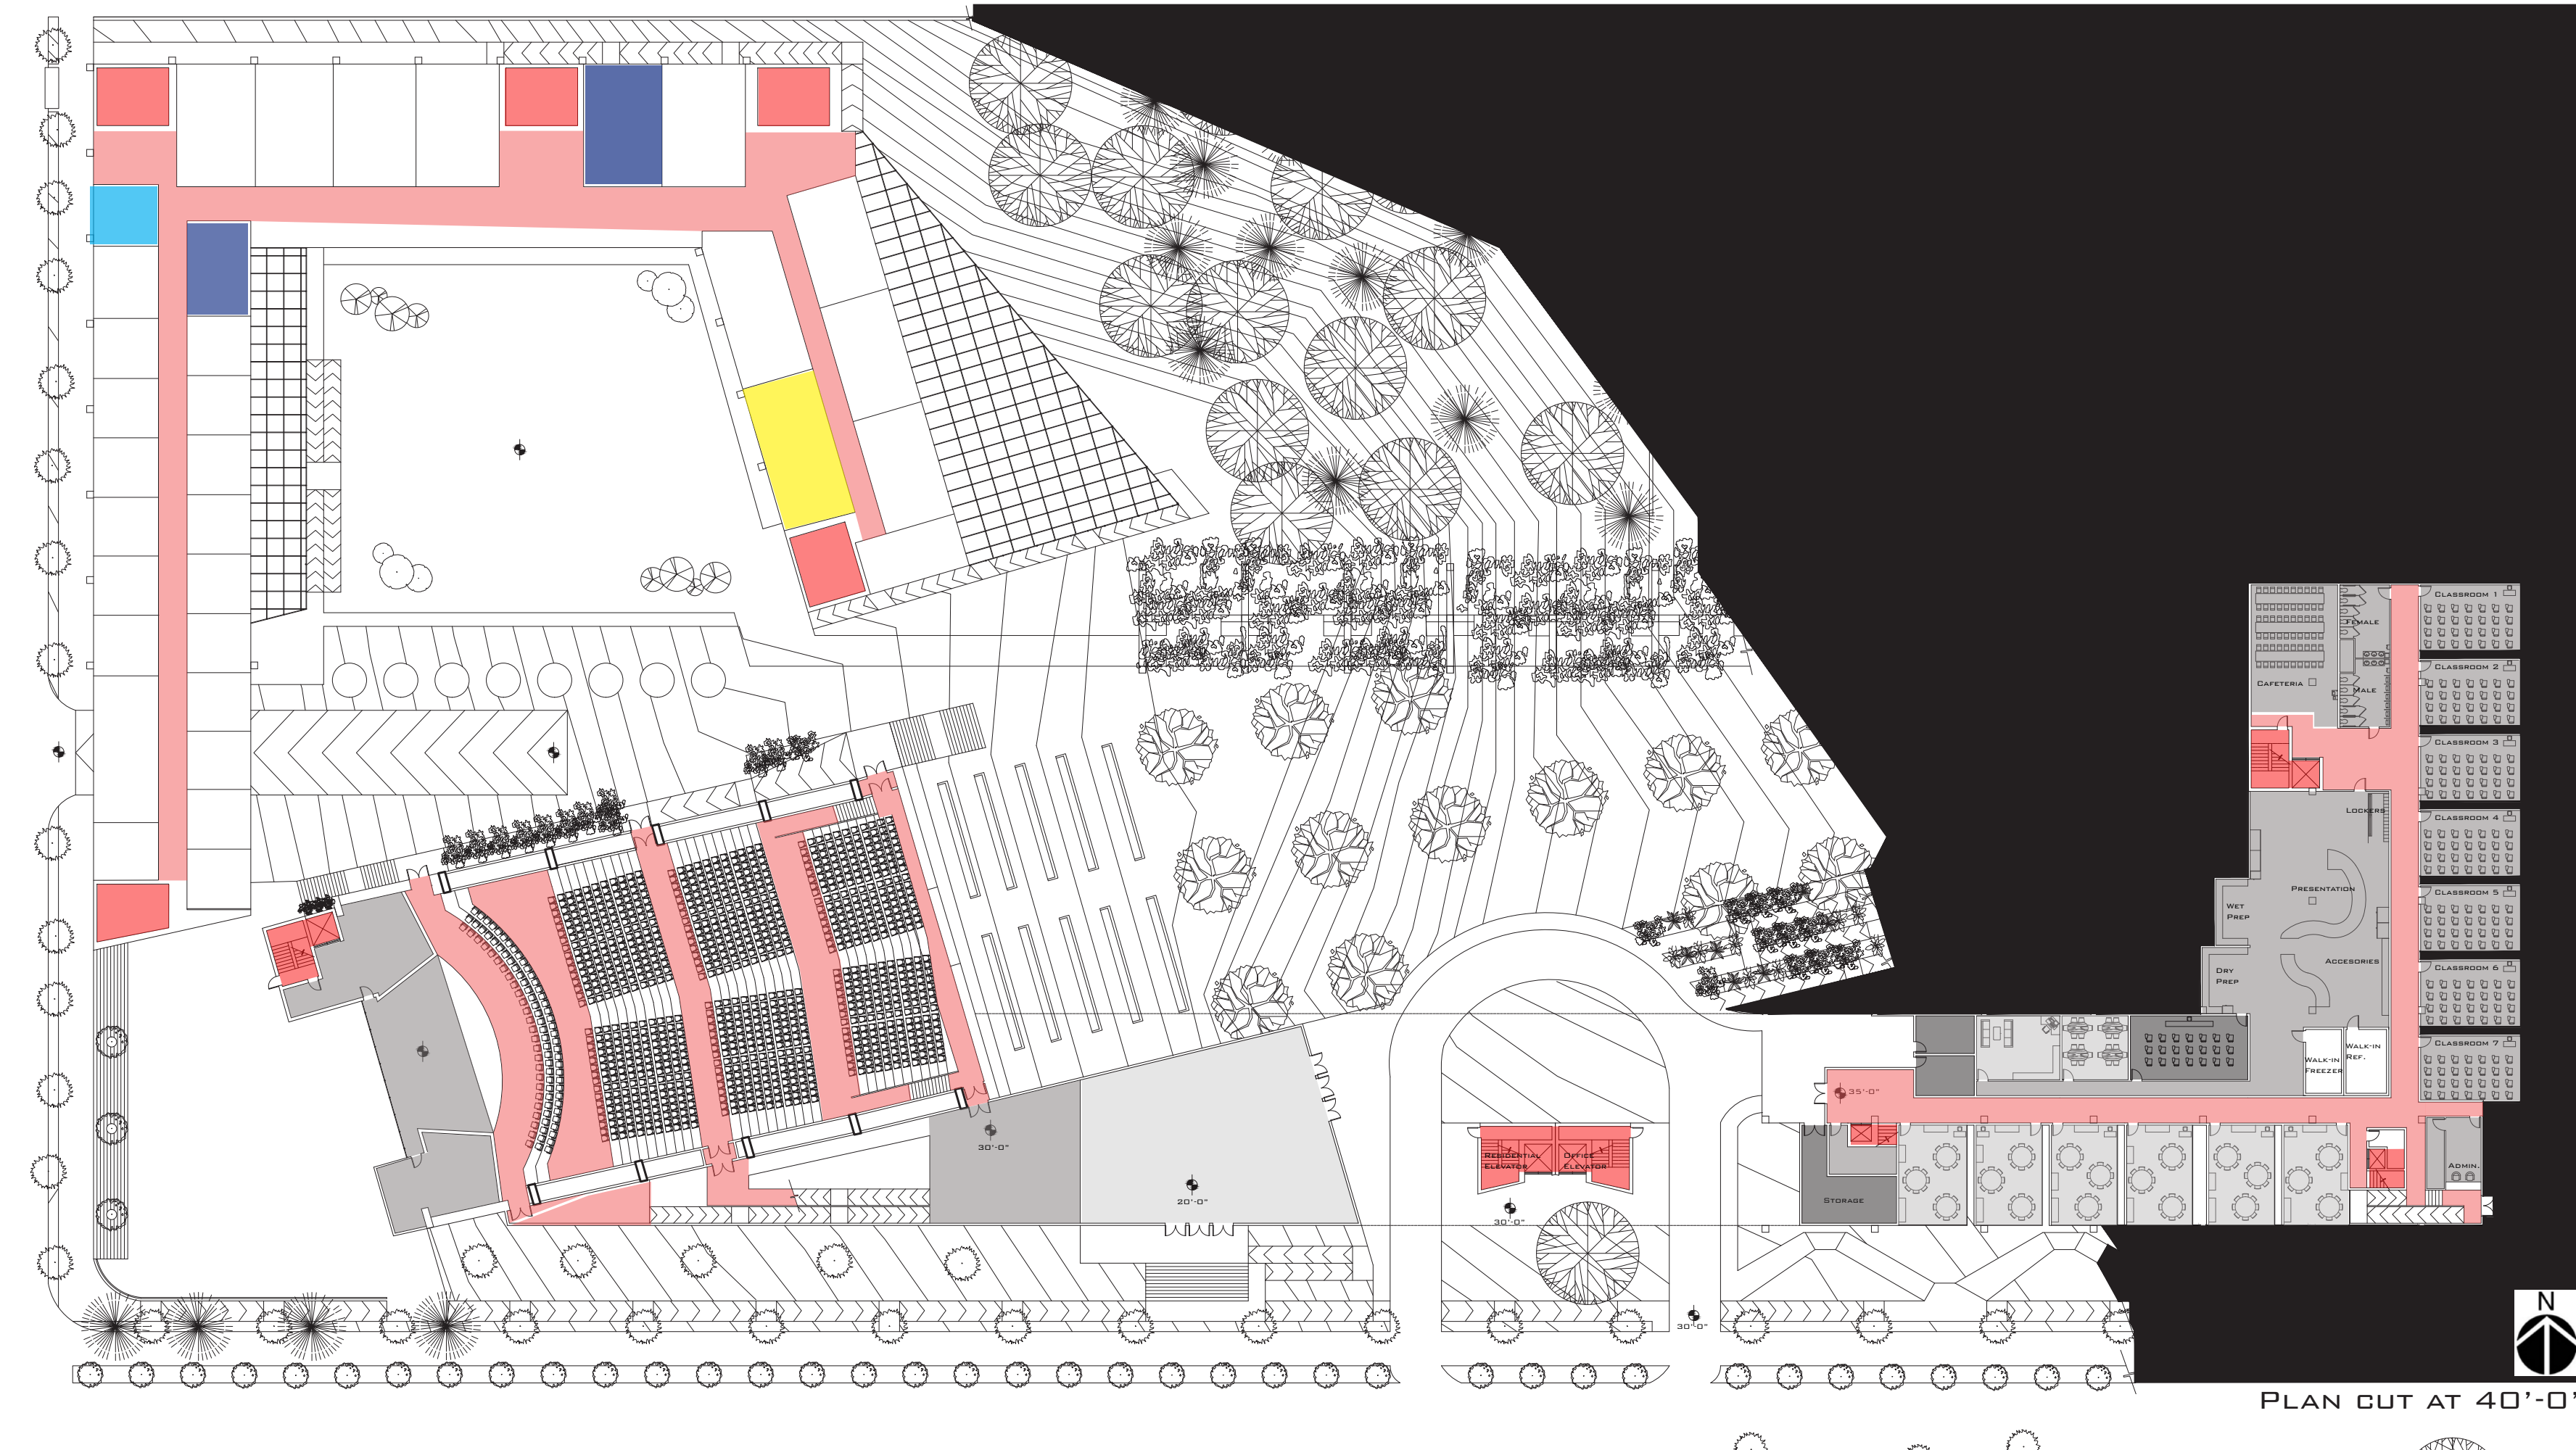 Classroom 1
Female
Classroom 2
Cafeteria
Male
Classroom 3
Lockers
Classroom 4
Presentation
Classroom 5
Wet
Prep
Accesories
Dry
Prep
Classroom 6
Classroom 7
Walk-in
Ref.
Walk-in
Freezer
35'-0"
30'-0"
Residential
Elevator
Office
Elevator
Admin.
Storage
20'-0"
30'-0"
30'-0"
N
Plan cut at 40'-0"